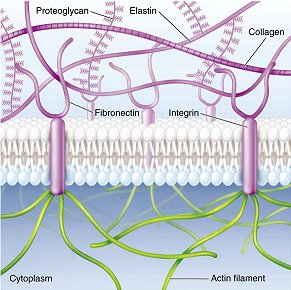 Proteoglycan
Elastin
Collagen
Fibronectin
Integrin
Cytoplasm
Actin filament